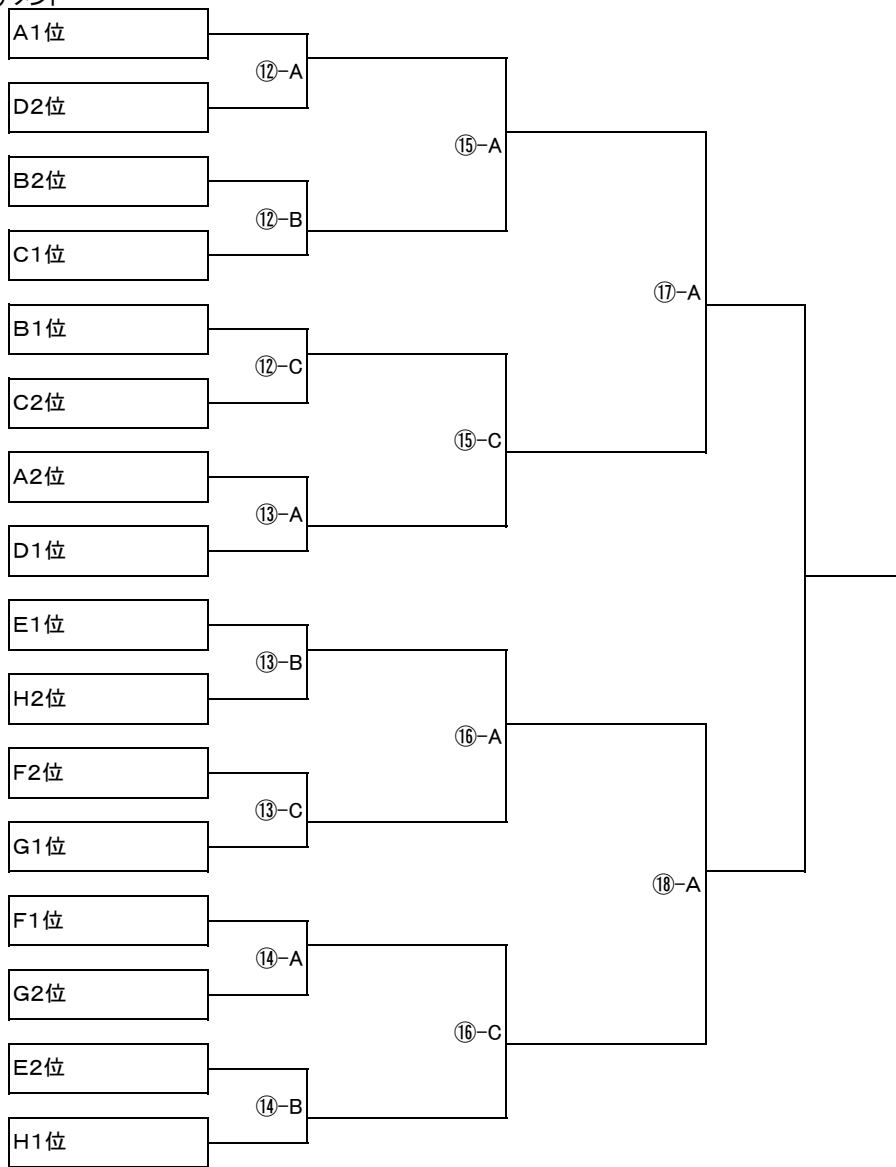 A1位
⑫-A
D2位
⑮-A
B2位
⑫-B
C1位
⑰-A
B1位
⑫-C
C2位
⑮-C
A2位
⑬-A
D1位
E1位
⑬-B
H2位
⑯-A
F2位
⑬-C
G1位
⑱-A
F1位
⑭-A
G2位
⑯-C
E2位
⑭-B
H1位